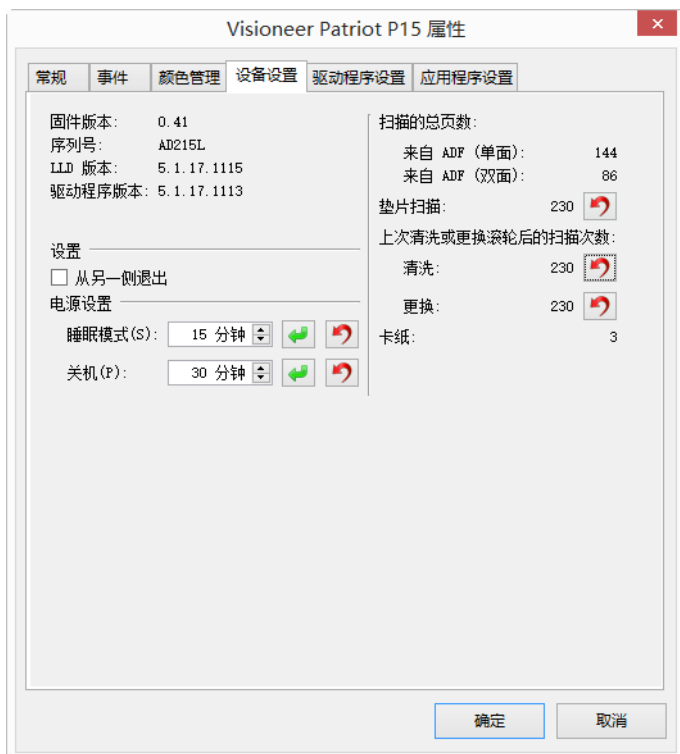 Visioneer Patriot P15 属性
常规 事件 颜色管理 设备设置 驱动程序设置 应用程序设置
固件版本: 0.41
序列号: AD215L
LLD 版本: 5.1.17.1115
驱动程序版本: 5.1.17.1113
设置
从另一侧退出
电源设置
睡眠模式(S): 15 分钟
关机(P): 30 分钟
扫描的总页数:
来自 ADF (单面): 144
来自 ADF (双面): 86
垫片扫描: 230
上次清洗或更换滚轮后的扫描次数:
清洗: 230
更换: 230
卡纸: 3
确定 取消